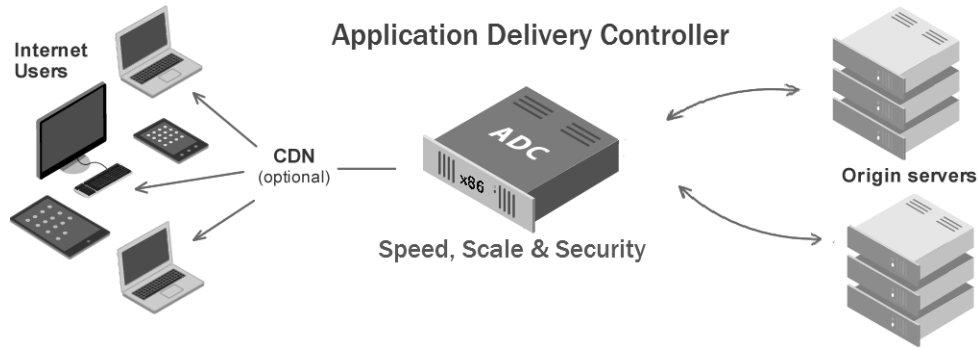 Application Delivery Controller
Internet
Users
CDN
(optional)
ADC
x86
Speed, Scale & Security
Origin servers